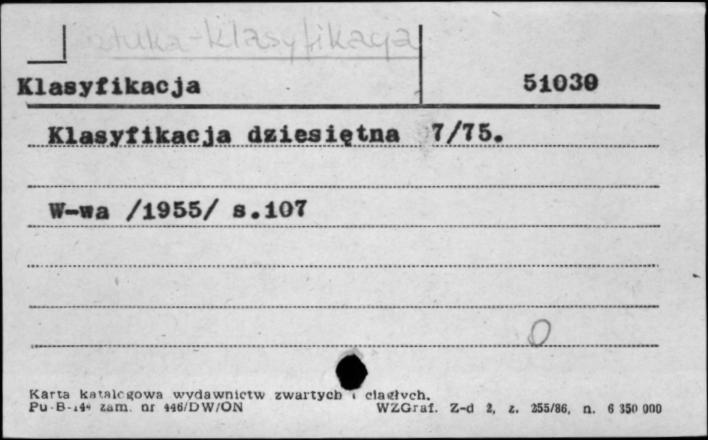 sztuka-klasyfikacja
Klasyfikacja 51030
Klasyfikacja dziesiętna 7/75.
W-wa /1955/ s.107
0
Karta katalogowa wydawnictw zwartych i ciągłych.
Pu-B-144 zam. nr 446/DW/ON WZGraf. Z-d 2, z. 255/86, n. 6 350 000